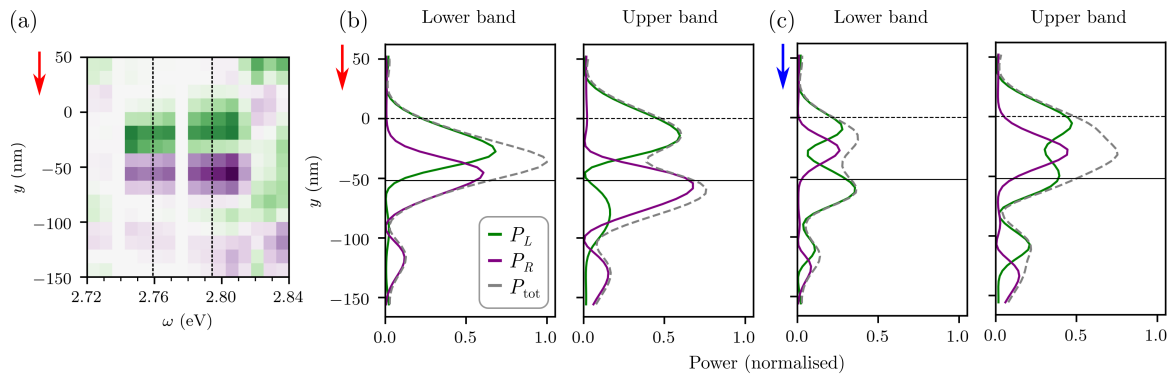 (a)
(b)
Lower band
Upper band
(c)
Lower band
Upper band
50
0
−50
−100
−150
y (nm)
2.72
2.76
2.80
2.84
ω (eV)
50
0
−50
−100
−150
y (nm)
P_L
P_R
P_tot
0.0
0.5
1.0
0.0
0.5
1.0
0.0
0.5
1.0
0.0
0.5
1.0
Power (normalised)